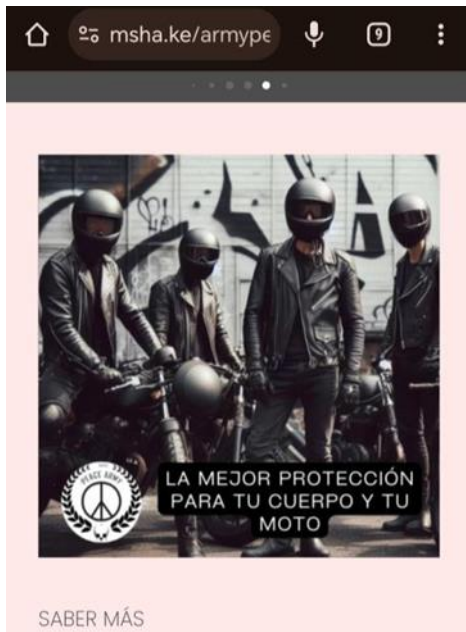 msha.ke/armype
9
PEACE ARMY
LA MEJOR PROTECCIÓN
PARA TU CUERPO Y TU
MOTO
SABER MÁS